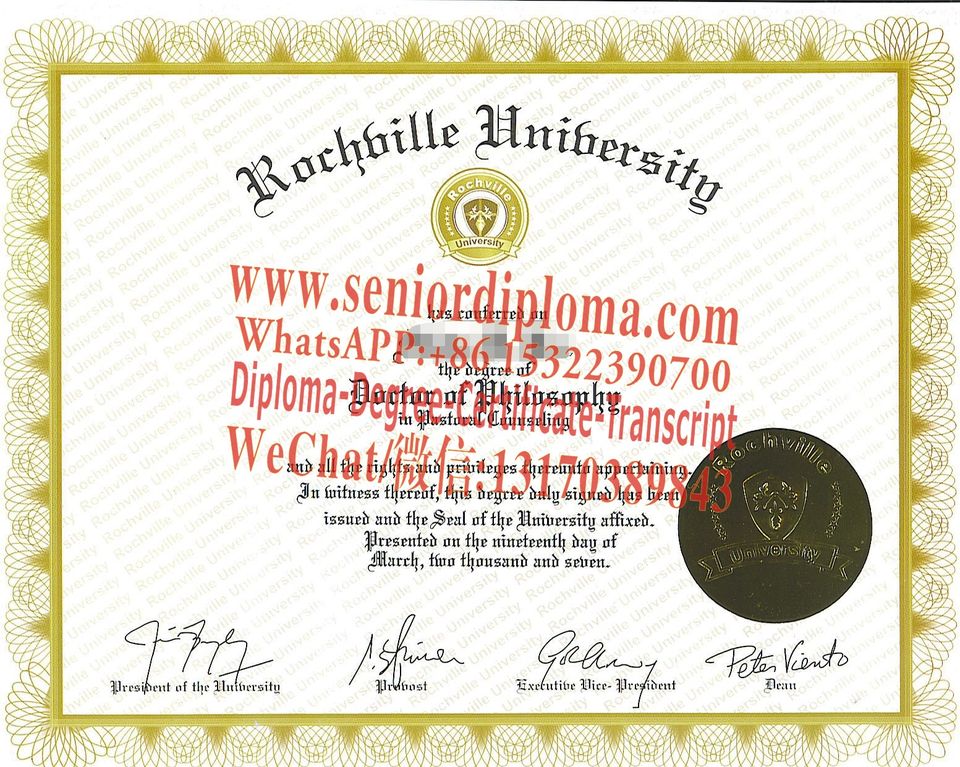 Rochville University
Rochville
University
www.seniordiploma.com
has conferred on
WhatsAPP:+86 15322390700
the degree of
Doctor of Philosophy
Diploma-Degree-Certificate-Transcript
in Pastoral Counseling
WeChat/微信:13170389843
and all the rights and privileges thereunto appertaining.
In witness thereof, this degree duly signed has been
issued and the Seal of the University affixed.
Presented on the nineteenth day of
March, two thousand and seven.
Rochville
University
Peter Viento
President of the University
Provost
Executive Vice- President
Dean